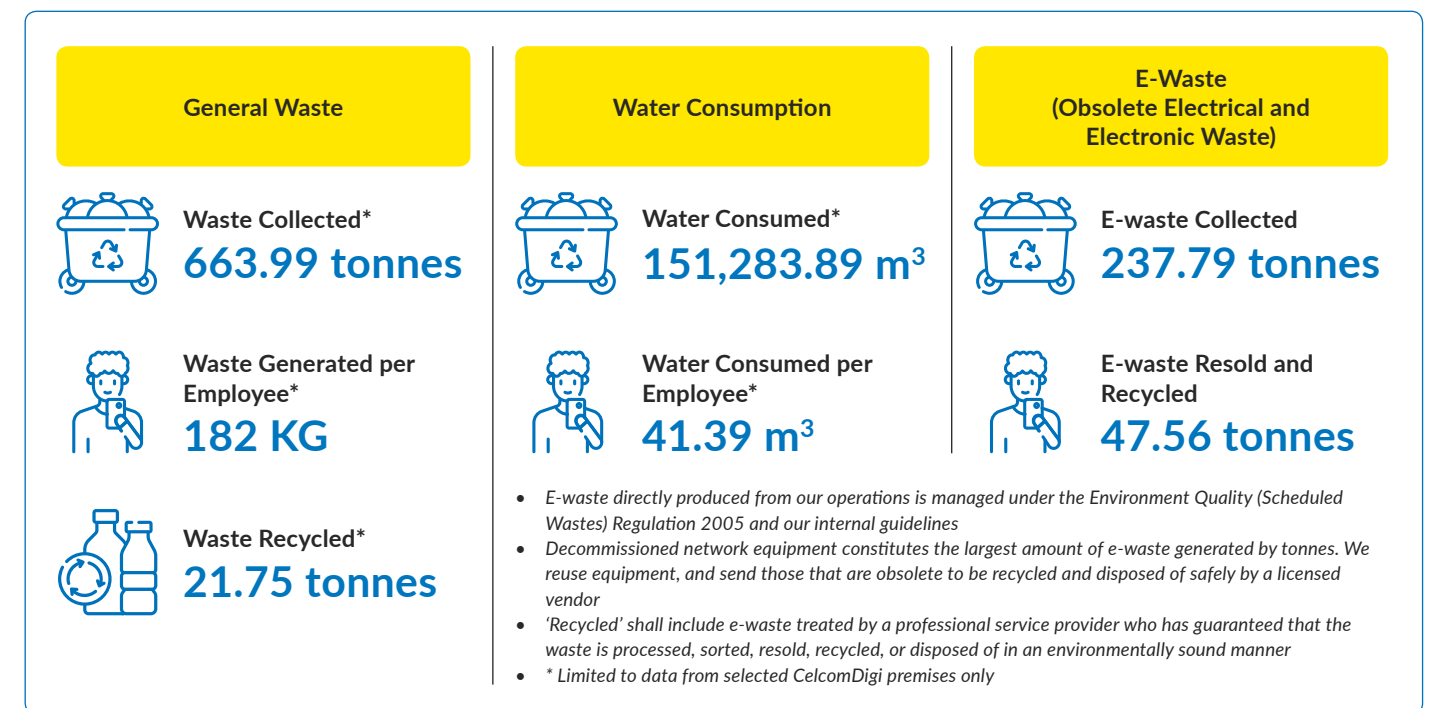 General Waste
Waste Collected*
663.99 tonnes
Waste Generated per
Employee*
182 KG
Waste Recycled*
21.75 tonnes
Water Consumption
Water Consumed*
151,283.89 m³
Water Consumed per
Employee*
41.39 m³
E-Waste
(Obsolete Electrical and
Electronic Waste)
E-waste Collected
237.79 tonnes
E-waste Resold and
Recycled
47.56 tonnes
• E-waste directly produced from our operations is managed under the Environment Quality (Scheduled
Wastes) Regulation 2005 and our internal guidelines
• Decommissioned network equipment constitutes the largest amount of e-waste generated by tonnes. We
reuse equipment, and send those that are obsolete to be recycled and disposed of safely by a licensed
vendor
• ‘Recycled’ shall include e-waste treated by a professional service provider who has guaranteed that the
waste is processed, sorted, resold, recycled, or disposed of in an environmentally sound manner
• * Limited to data from selected CelcomDigi premises only